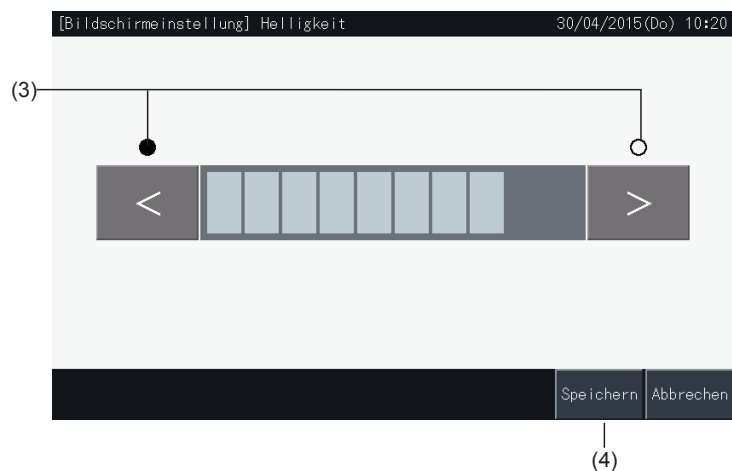 [Bildschirmeinstellung] Helligkeit 30/04/2015(Do) 10:20
(3)
< >
Speichern Abbrechen
(4)